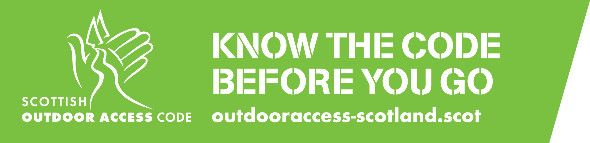 SCOTTISH
OUTDOOR ACCESS CODE
KNOW THE CODE
BEFORE YOU GO
outdooraccess-scotland.scot